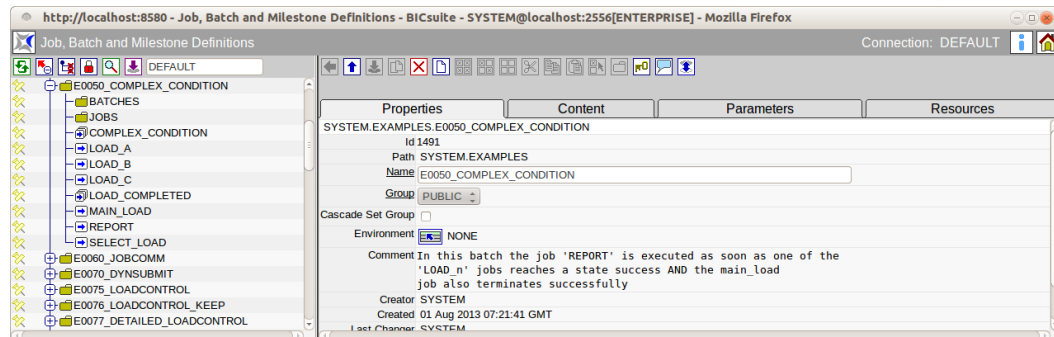 http://localhost:8580 - Job, Batch and Milestone Definitions - BICsuite - SYSTEM@localhost:2556[ENTERPRISE] - Mozilla Firefox
Job, Batch and Milestone Definitions
Connection: DEFAULT
DEFAULT
E0050_COMPLEX_CONDITION
BATCHES
JOBS
COMPLEX_CONDITION
LOAD_A
LOAD_B
LOAD_C
LOAD_COMPLETED
MAIN_LOAD
REPORT
SELECT_LOAD
E0060_JOBCOMM
E0070_DYNSUBMIT
E0075_LOADCONTROL
E0076_LOADCONTROL_KEEP
E0077_DETAILED_LOADCONTROL
Properties Content Parameters Resources
SYSTEM.EXAMPLES.E0050_COMPLEX_CONDITION
Id 1491
Path SYSTEM.EXAMPLES
Name E0050_COMPLEX_CONDITION
Group PUBLIC
Cascade Set Group
Environment NONE
Comment In this batch the job 'REPORT' is executed as soon as one of the
'LOAD_n' jobs reaches a state success AND the main_load
job also terminates successfully
Creator SYSTEM
Created 01 Aug 2013 07:21:41 GMT
Last Changer SYSTEM